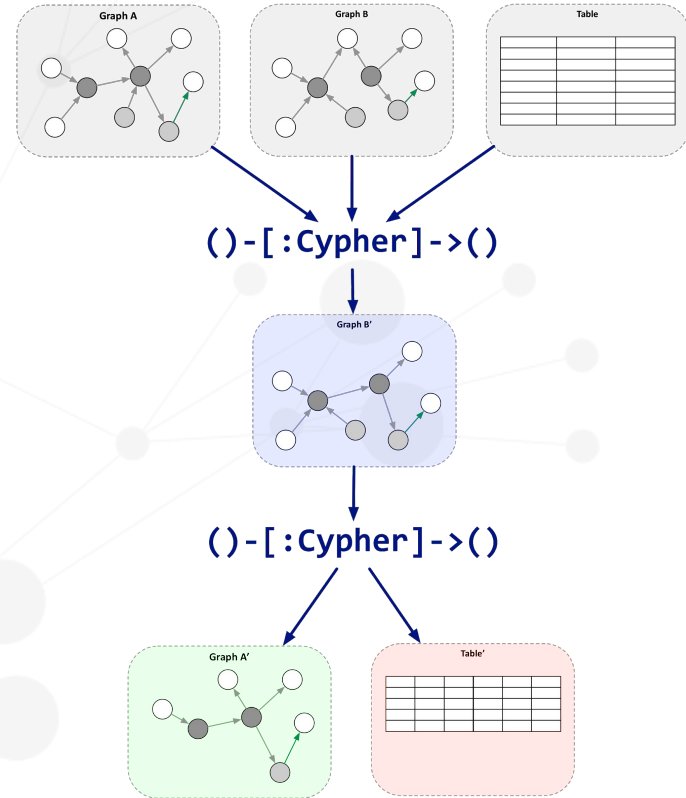 Graph A
Graph B
Table
()-[:Cypher]->()
Graph B’
()-[:Cypher]->()
Graph A’
Table’